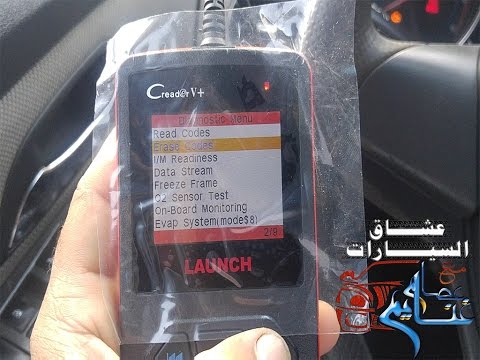 Creader V+
Diagnostic Menu
Read Codes
Erase Codes
I/M Readiness
Data Stream
Freeze Frame
O2 Sensor Test
On-Board Monitoring
Evap System(mode$8)
2/9
LAUNCH
عشاق
السيارات
مع